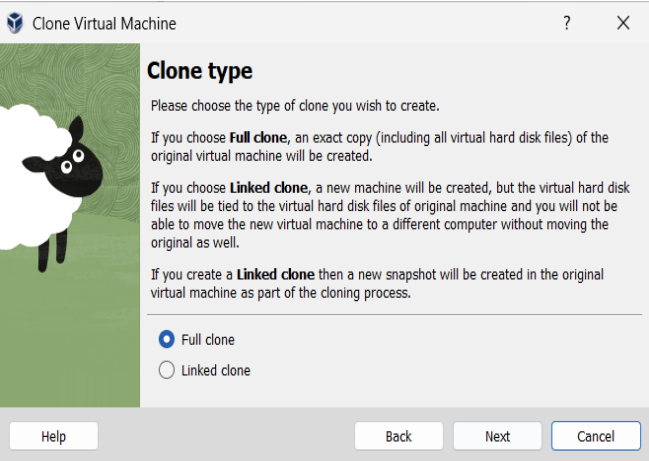 Clone Virtual Machine
?
Clone type
Please choose the type of clone you wish to create.
If you choose Full clone, an exact copy (including all virtual hard disk files) of the
original virtual machine will be created.
If you choose Linked clone, a new machine will be created, but the virtual hard disk
files will be tied to the virtual hard disk files of original machine and you will not be
able to move the new virtual machine to a different computer without moving the
original as well.
If you create a Linked clone then a new snapshot will be created in the original
virtual machine as part of the cloning process.
Full clone
Linked clone
Help
Back
Next
Cancel